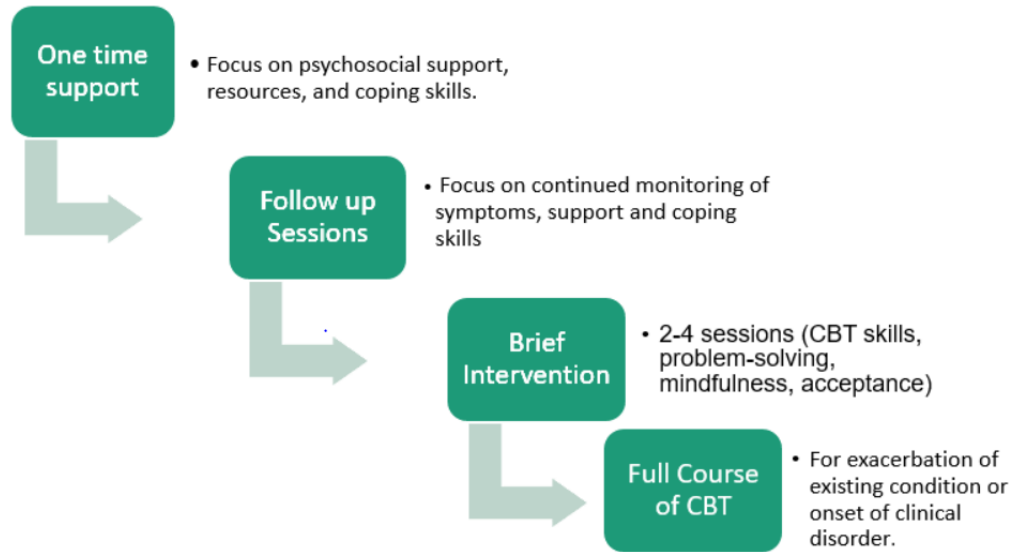 One time
support
• Focus on psychosocial support,
resources, and coping skills.
Follow up
Sessions
• Focus on continued monitoring of
symptoms, support and coping
skills
Brief
Intervention
• 2-4 sessions (CBT skills,
problem-solving,
mindfulness, acceptance)
Full Course
of CBT
• For exacerbation of
existing condition or
onset of clinical
disorder.